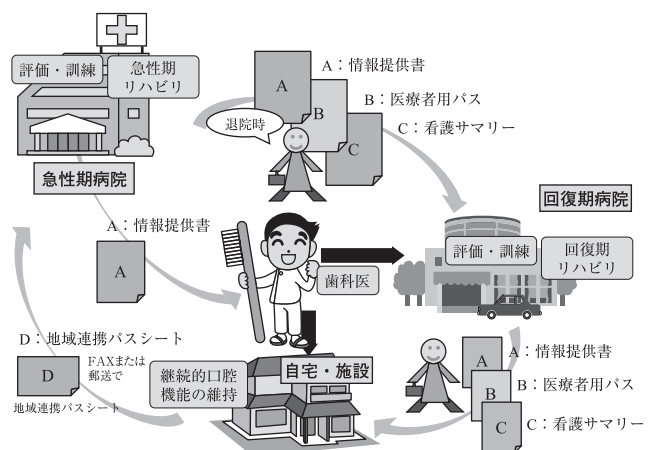 評価・訓練
急性期
リハビリ
急性期病院
退院時
A
B
C
A：情報提供書
B：医療者用パス
C：看護サマリー
回復期病院
評価・訓練
回復期
リハビリ
A：情報提供書
A
歯科医
D：地域連携パスシート
D
FAXまたは
郵送で
地域連携パスシート
継続的口腔
機能の維持
自宅・施設
A
B
C
A：情報提供書
B：医療者用パス
C：看護サマリー